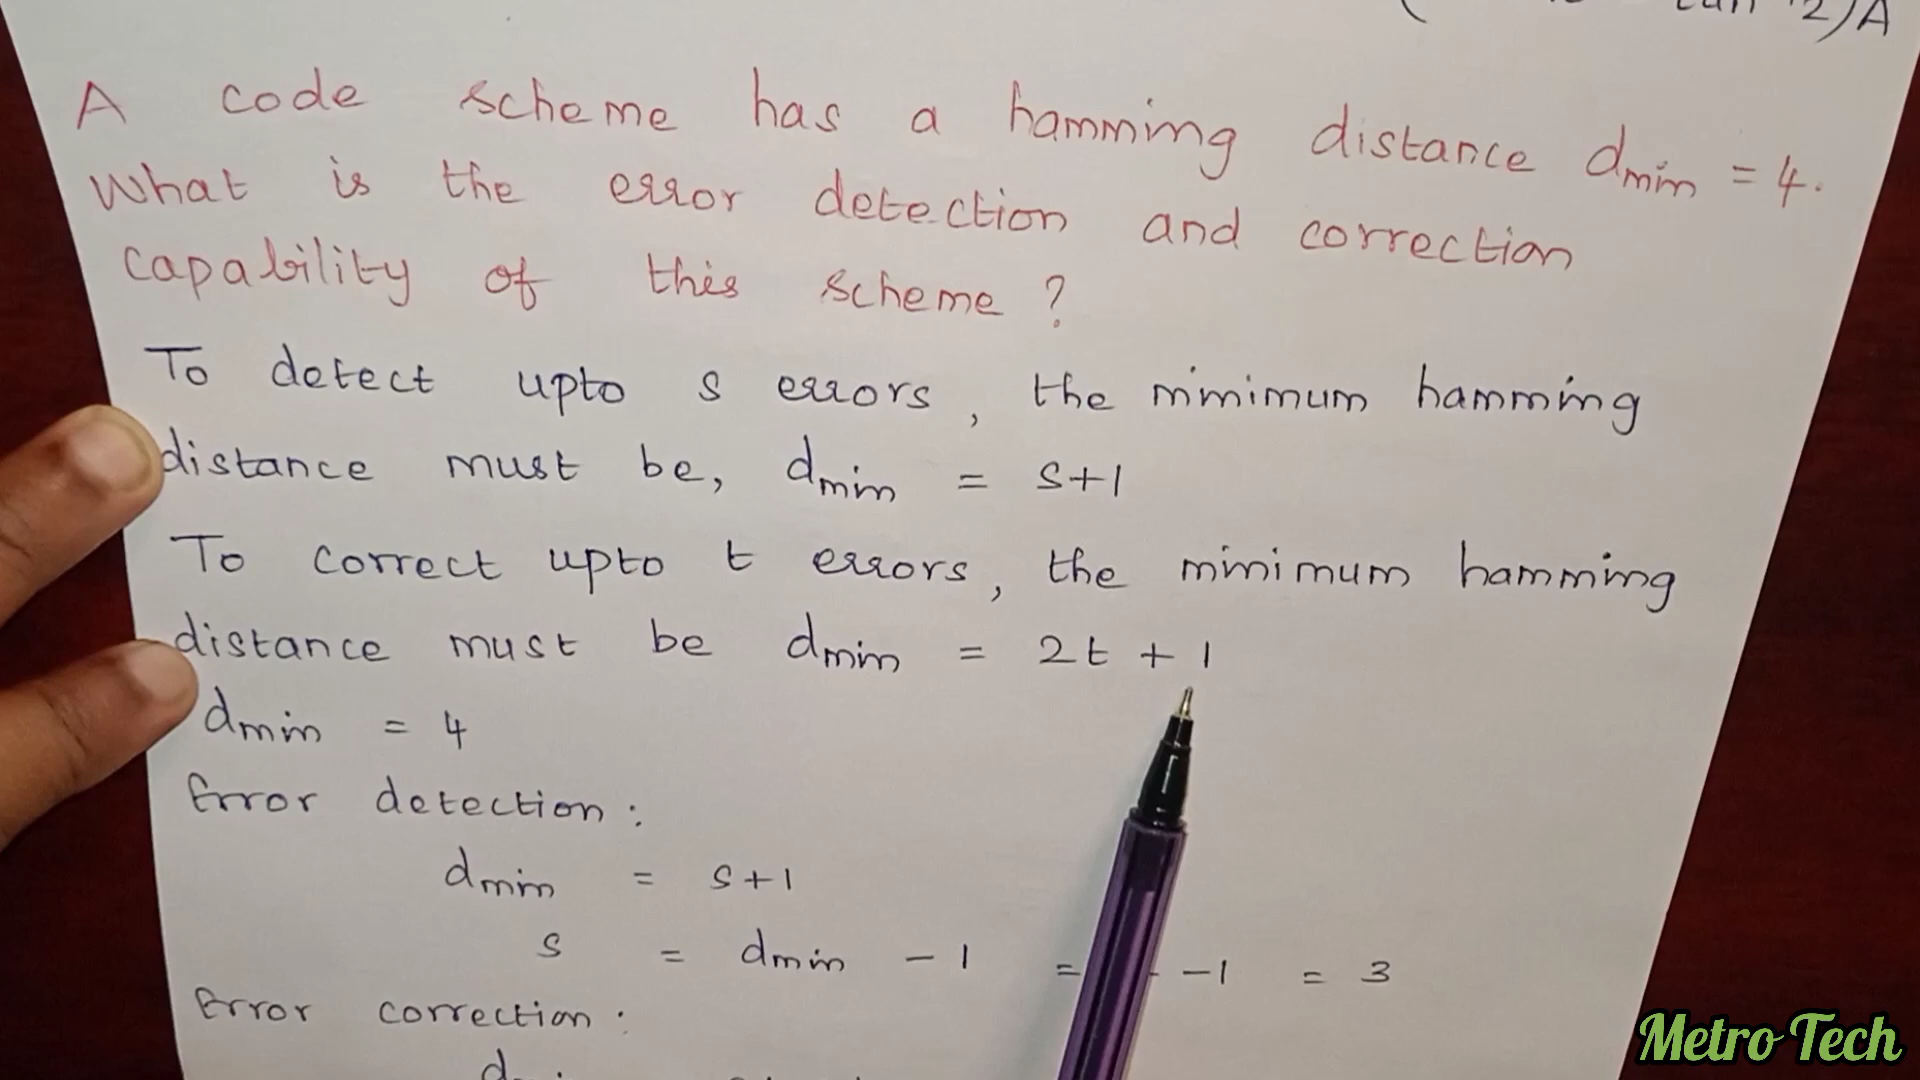 12) A
A code scheme has a hamming distance dmin = 4.
What is the error detection and correction
capability of this scheme ?
To detect upto s errors, the minimum hamming
distance must be, dmin = s+1
To correct upto t errors, the minimum hamming
distance must be dmin = 2t + 1
dmin = 4
Error detection :
dmin = s+1
s = dmin - 1 = -1 = 3
Error correction :
Metro Tech